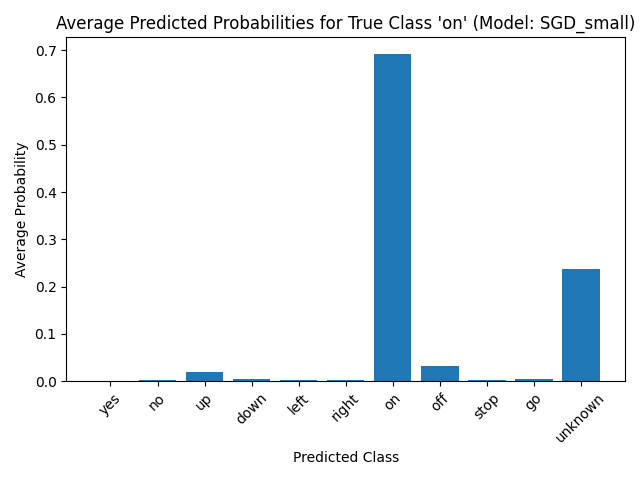 Average Predicted Probabilities for True Class 'on' (Model: SGD_small)
0.7
0.6
0.5
0.4
0.3
0.2
0.1
0.0
Average Probability
yes
no
up
down
left
right
on
off
stop
go
unknown
Predicted Class